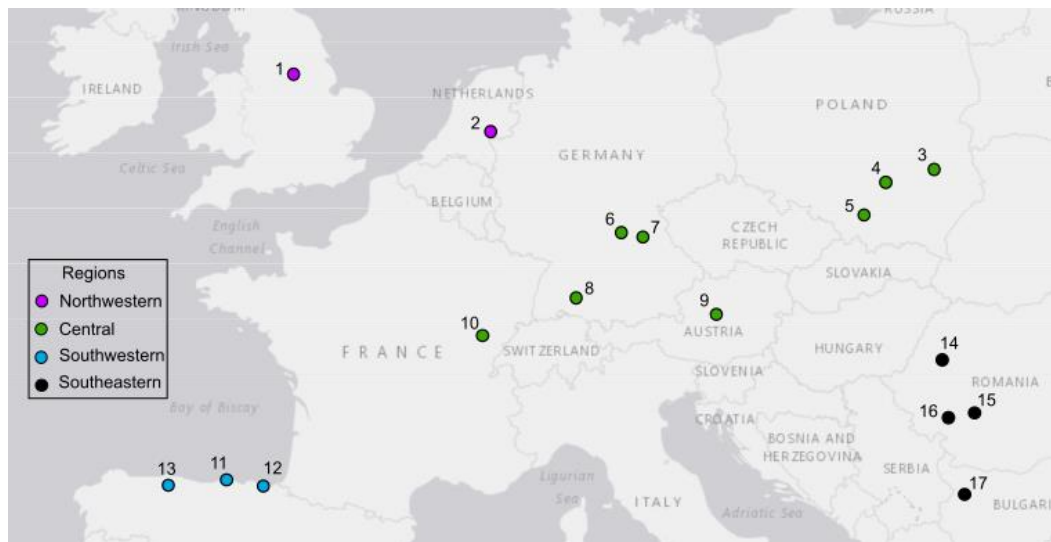 RUSSIA
Irish Sea
1
IRELAND
NETHERLANDS
POLAND
2
GERMANY
3
Celtic Sea
4
BELGIUM
5
English
Channel
6
7
CZECH
REPUBLIC
SLOVAKIA
Regions
Northwestern
Central
Southwestern
Southeastern
8
9
10
AUSTRIA
FRANCE
SWITZERLAND
HUNGARY
14
SLOVENIA
ROMANIA
Bay of Biscay
CROATIA
16
15
BOSNIA AND
HERZEGOVINA
13
11
12
Ligurian
Sea
SERBIA
ITALY
Adriatic Sea
17
BULGARI